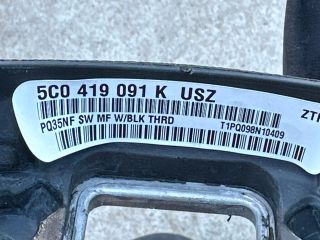 5C0 419 091 K USZ
PQ35NF SW MF W/BLK THRD
T1PQ098N10409